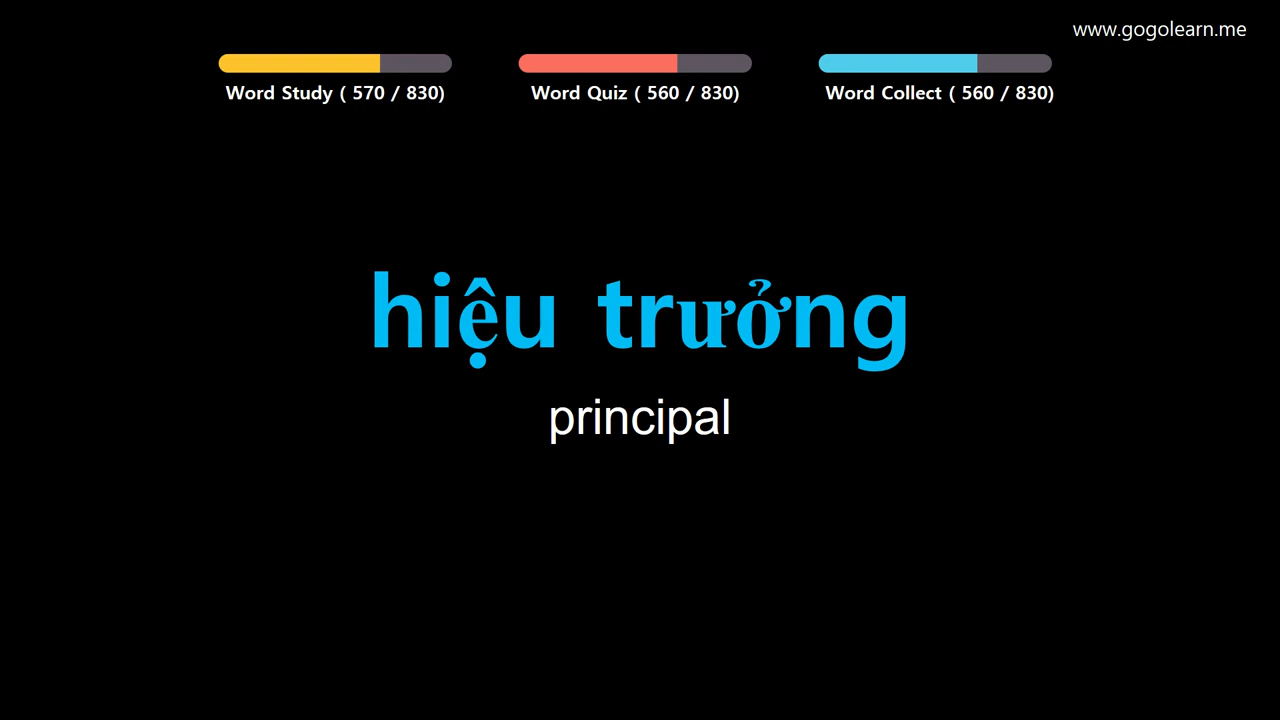 www.gogolearn.me
Word Study ( 570 / 830)
Word Quiz ( 560 / 830)
Word Collect ( 560 / 830)
hiệu trưởng
principal